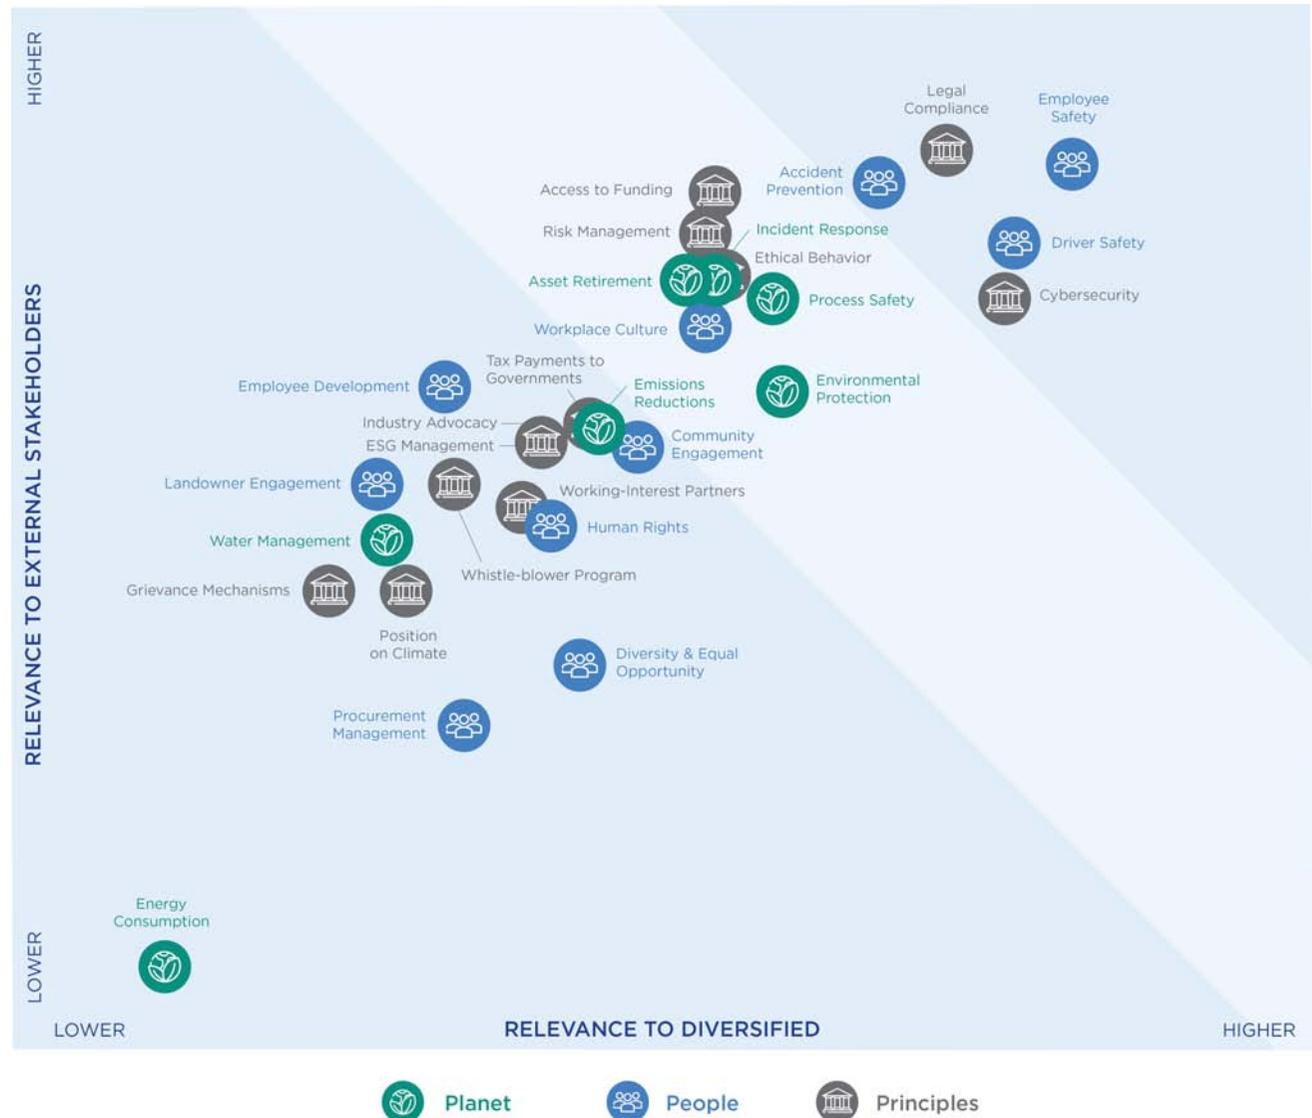 HIGHER
Legal
Compliance
Employee
Safety
Accident
Prevention
Access to Funding
Risk Management
Incident Response
Driver Safety
Ethical Behavior
Asset Retirement
Cybersecurity
Process Safety
Workplace Culture
Tax Payments to
Governments
Employee Development
Emissions
Reductions
Environmental
Protection
Industry Advocacy
ESG Management
Community
Engagement
Landowner Engagement
Working-Interest Partners
Human Rights
Water Management
Whistle-blower Program
Grievance Mechanisms
Position
on Climate
Diversity & Equal
Opportunity
Procurement
Management
Energy
Consumption
RELEVANCE TO EXTERNAL STAKEHOLDERS
LOWER
LOWER
RELEVANCE TO DIVERSIFIED
HIGHER
Planet
People
Principles